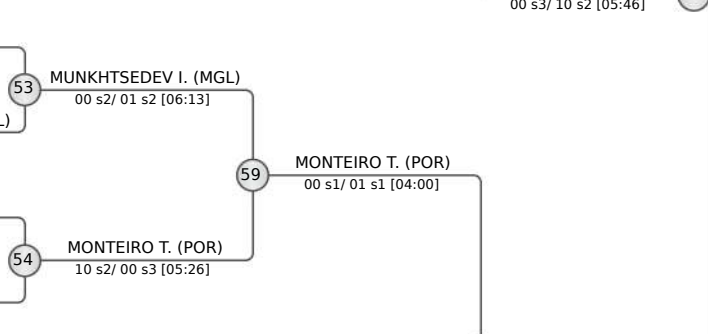 00 s3/ 10 s2 [05:46]
53
MUNKHTSEDEV I. (MGL)
00 s2/ 01 s2 [06:13]
L)
59
MONTEIRO T. (POR)
00 s1/ 01 s1 [04:00]
54
MONTEIRO T. (POR)
10 s2/ 00 s3 [05:26]